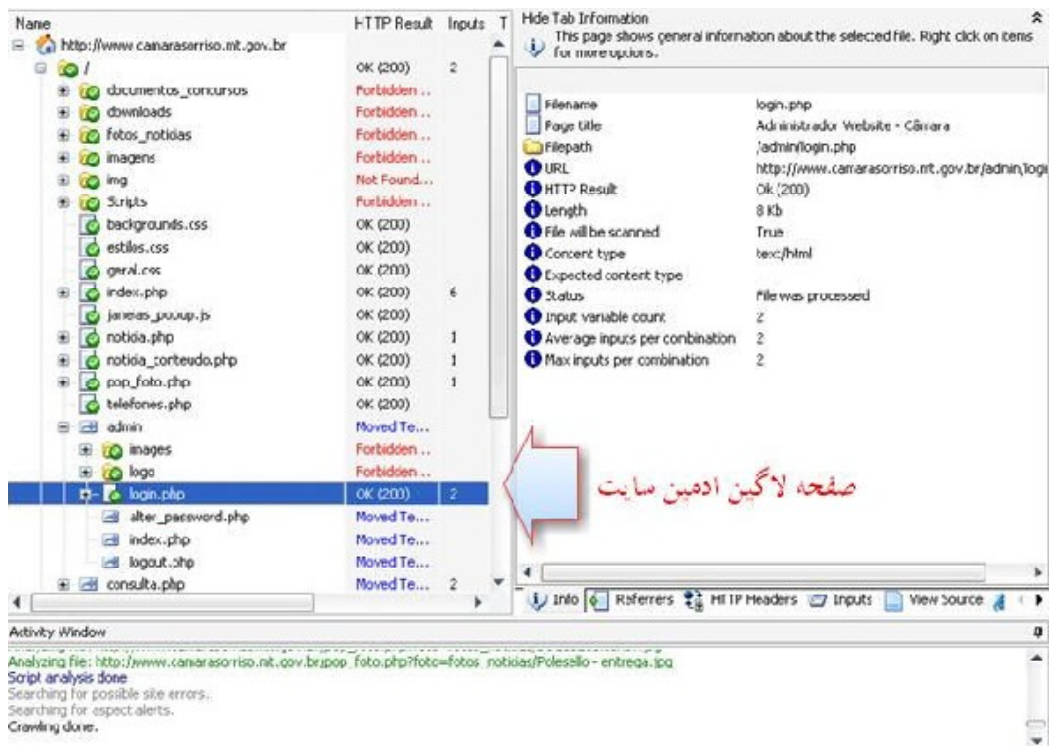 Name HTTP Result Inputs T
http://www.camarasorriso.mt.gov.br
/ OK (200) 2
documentos_concursos Forbidden ..
downloads Forbidden ..
fotos_noticias Forbidden ..
imagens Forbidden ..
img Not Found...
Scripts Forbidden ..
backgrounds.css OK (200)
estilos.css OK (200)
geral.css OK (200)
index.php OK (200) 6
janelas_popup.js OK (200)
noticia.php OK (200) 1
noticia_conteudo.php OK (200) 1
pop_foto.php OK (200) 1
telefones.php OK (200)
admin Moved Te...
images Forbidden ..
logo Forbidden ..
login.php OK (200) 2
alter_password.php Moved Te...
index.php Moved Te...
logout.php Moved Te...
consulta.php Moved Te... 2
Hide Tab Information
This page shows general information about the selected file. Right click on items
for more options.
Filename login.php
Page title Administrador Website - Câmara
Filepath /admin/login.php
URL http://www.camarasorriso.mt.gov.br/admin/logi
HTTP Result Ok (200)
Length 8 Kb
File will be scanned True
Content type text/html
Expected content type
Status File was processed
Input variable count 2
Average inputs per combination 2
Max inputs per combination 2
صفحه لاگین ادمین سایت
Info Referrers HTTP Headers Inputs View Source
Activity Window
Analyzing file: http://www.camarasorriso.mt.gov.br/pop_foto.php?foto=fotos_noticias/Polesello - entrega.jpg
Script analysis done
Searching for possible site errors.
Searching for aspect alerts.
Crawling done.